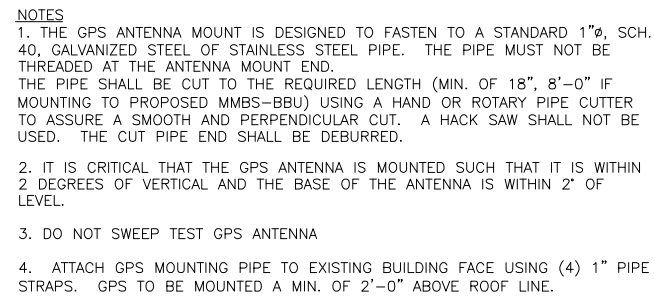 NOTES
1. THE GPS ANTENNA MOUNT IS DESIGNED TO FASTEN TO A STANDARD 1"ø, SCH.
40, GALVANIZED STEEL OF STAINLESS STEEL PIPE.  THE PIPE MUST NOT BE
THREADED AT THE ANTENNA MOUNT END.
THE PIPE SHALL BE CUT TO THE REQUIRED LENGTH (MIN. OF 18", 8'-0" IF
MOUNTING TO PROPOSED MMBS-BBU) USING A HAND OR ROTARY PIPE CUTTER
TO ASSURE A SMOOTH AND PERPENDICULAR CUT.  A HACK SAW SHALL NOT BE
USED.  THE CUT PIPE END SHALL BE DEBURRED.
2. IT IS CRITICAL THAT THE GPS ANTENNA IS MOUNTED SUCH THAT IT IS WITHIN
2 DEGREES OF VERTICAL AND THE BASE OF THE ANTENNA IS WITHIN 2° OF
LEVEL.
3. DO NOT SWEEP TEST GPS ANTENNA
4.  ATTACH GPS MOUNTING PIPE TO EXISTING BUILDING FACE USING (4) 1" PIPE
STRAPS.  GPS TO BE MOUNTED A MIN. OF 2'-0" ABOVE ROOF LINE.